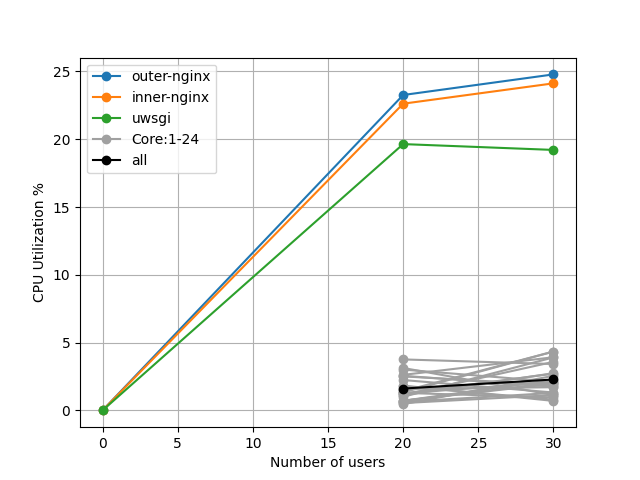 25
20
15
10
5
0
CPU Utilization %
outer-nginx
inner-nginx
uwsgi
Core:1-24
all
0 5 10 15 20 25 30
Number of users